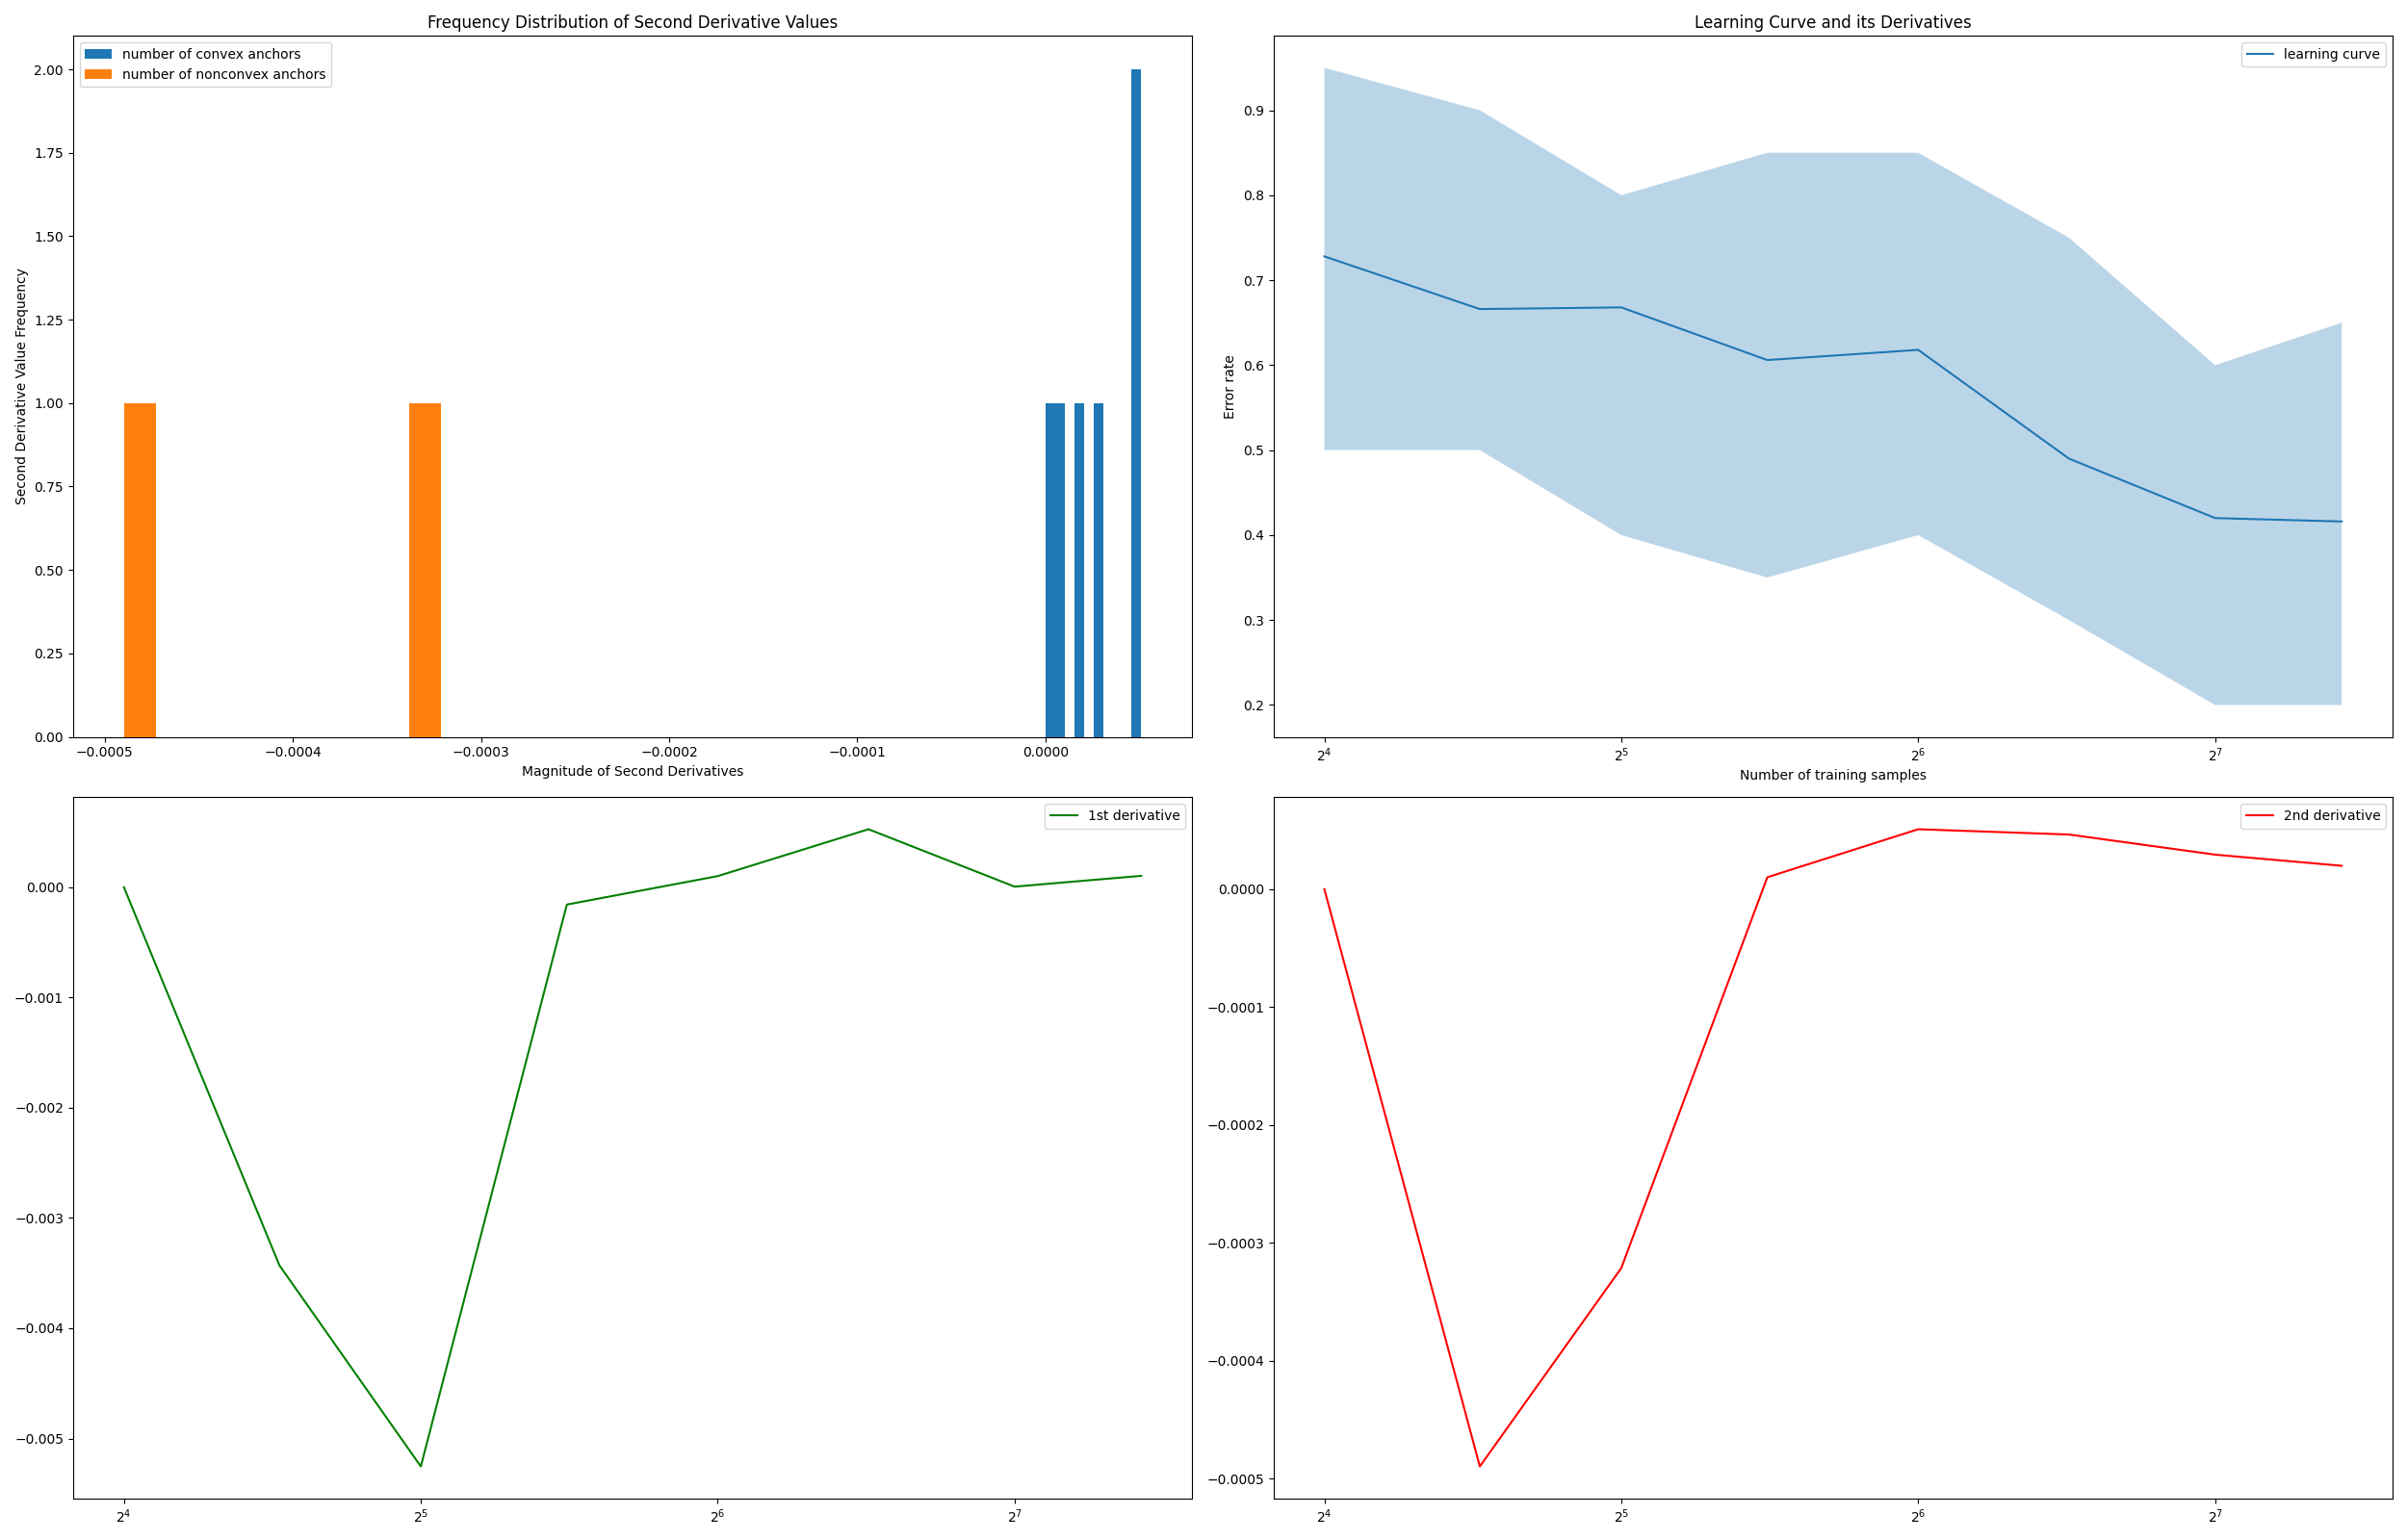 Frequency Distribution of Second Derivative Values
number of convex anchors
number of nonconvex anchors
Second Derivative Value Frequency
2.00
1.75
1.50
1.25
1.00
0.75
0.50
0.25
0.00
−0.0005 −0.0004 −0.0003 −0.0002 −0.0001 0.0000
Magnitude of Second Derivatives
Learning Curve and its Derivatives
learning curve
Error rate
0.9
0.8
0.7
0.6
0.5
0.4
0.3
0.2
2⁴ 2⁵ 2⁶ 2⁷
Number of training samples
1st derivative
0.000
−0.001
−0.002
−0.003
−0.004
−0.005
2⁴ 2⁵ 2⁶ 2⁷
2nd derivative
0.0000
−0.0001
−0.0002
−0.0003
−0.0004
−0.0005
2⁴ 2⁵ 2⁶ 2⁷